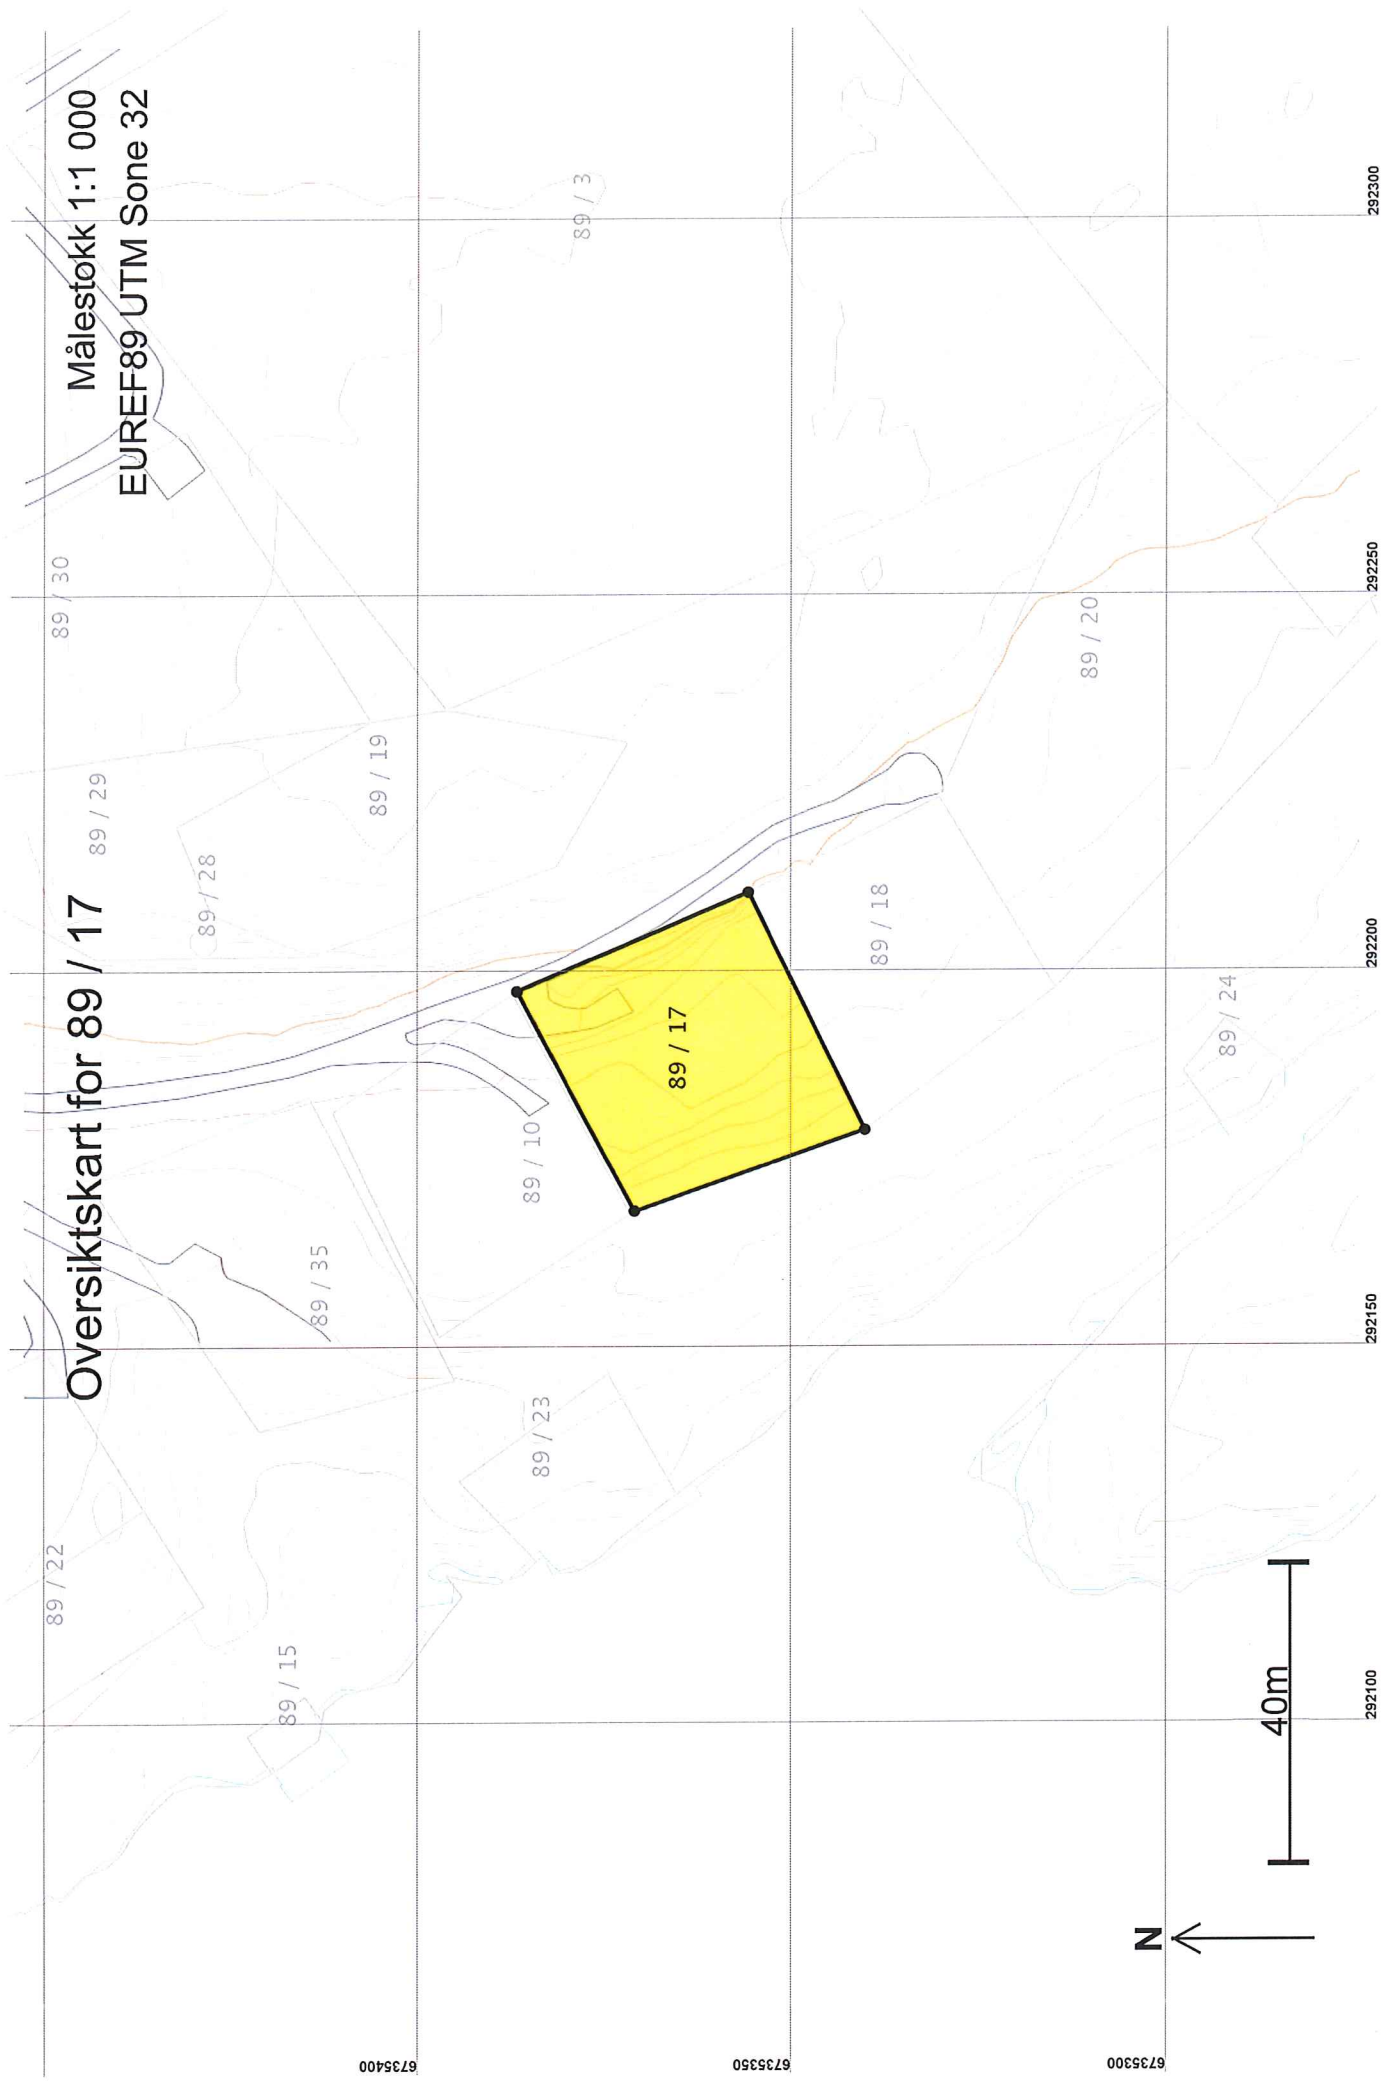 Oversiktskart for 89 / 17
Målestokk 1:1 000
EUREF89 UTM Sone 32
89 / 22
89 / 30
89 / 29
89 / 28
89 / 15
89 / 35
89 / 19
89 / 23
89 / 10
89 / 3
89 / 17
89 / 18
89 / 20
89 / 24
40m
N
6735400
6735350
6735300
292100
292150
292200
292250
292300